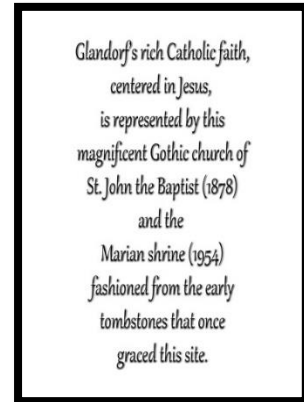 Glandorf's rich Catholic faith,
centered in Jesus,
is represented by this
magnificent Gothic church of
St. John the Baptist (1878)
and the
Marian shrine (1954)
fashioned from the early
tombstones that once
graced this site.